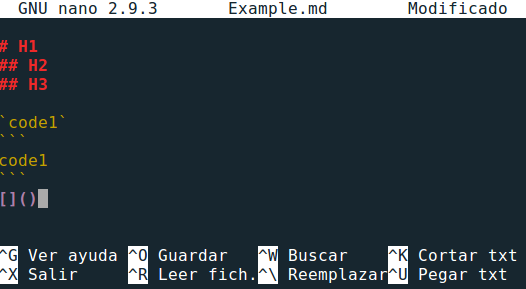 GNU nano 2.9.3 Example.md Modificado
# H1
## H2
## H3
`code1`
```
code1
```
[]()
^G Ver ayuda ^O Guardar ^W Buscar ^K Cortar txt
^X Salir ^R Leer fich. ^\ Reemplazar ^U Pegar txt